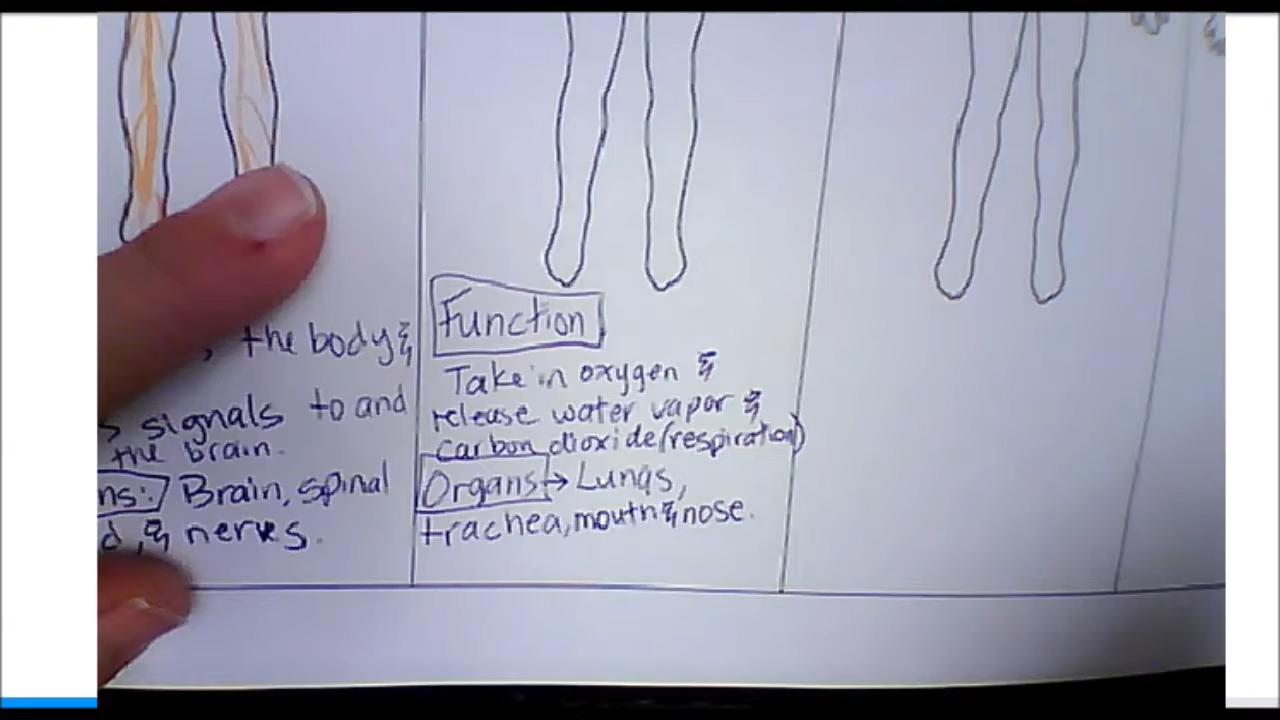 , the body &
signals to and
the brain.
ns: Brain, spinal
d, & nerves.
Function
Take in oxygen &
release water vapor &
carbon dioxide (respiration)
Organs → Lungs,
trachea, mouth & nose.